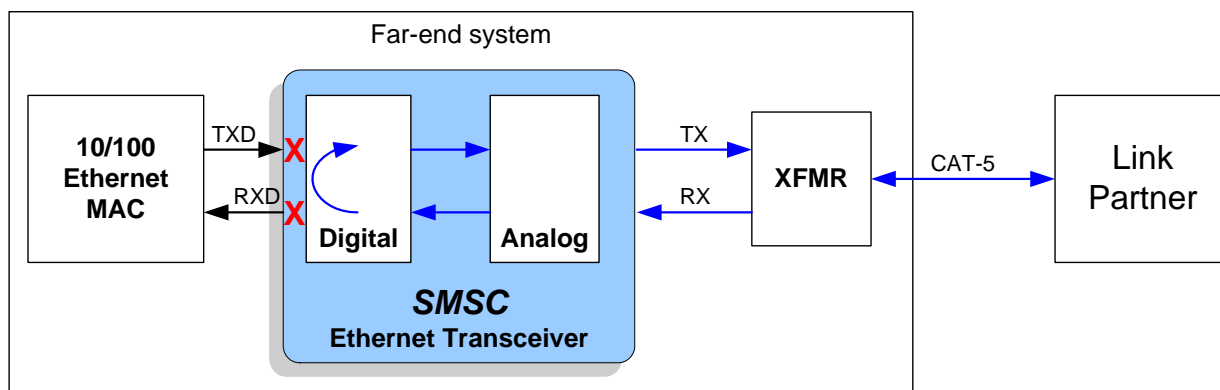 Far-end system
10/100
Ethernet
MAC
TXD
RXD
X
X
Digital
Analog
SMSC
Ethernet Transceiver
TX
RX
XFMR
CAT-5
Link
Partner